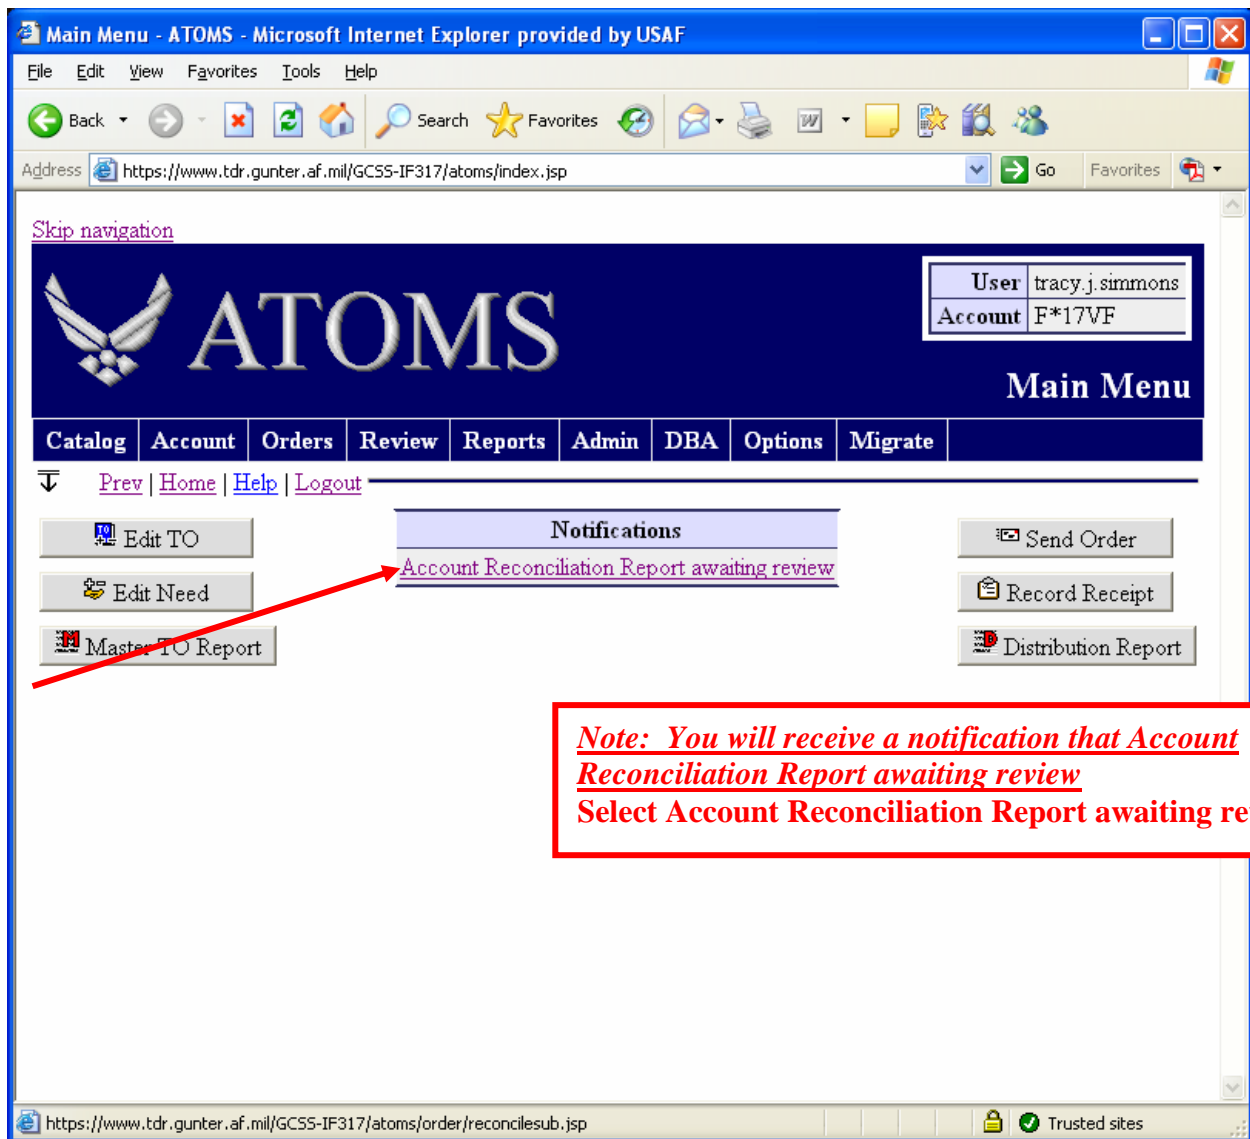 Main Menu - ATOMS - Microsoft Internet Explorer provided by USAF
File Edit View Favorites Tools Help
Back Search Favorites
Address https://www.tdr.gunter.af.mil/GCSS-IF317/atoms/index.jsp Go Favorites
Skip navigation
ATOMS
User tracy.j.simmons
Account F*17VF
Main Menu
Catalog Account Orders Review Reports Admin DBA Options Migrate
Prev | Home | Help | Logout
Edit TO Notifications Send Order
Account Reconciliation Report awaiting review
Edit Need Record Receipt
Master TO Report Distribution Report
Note: You will receive a notification that Account
Reconciliation Report awaiting review
Select Account Reconciliation Report awaiting re
https://www.tdr.gunter.af.mil/GCSS-IF317/atoms/order/reconcilesub.jsp Trusted sites